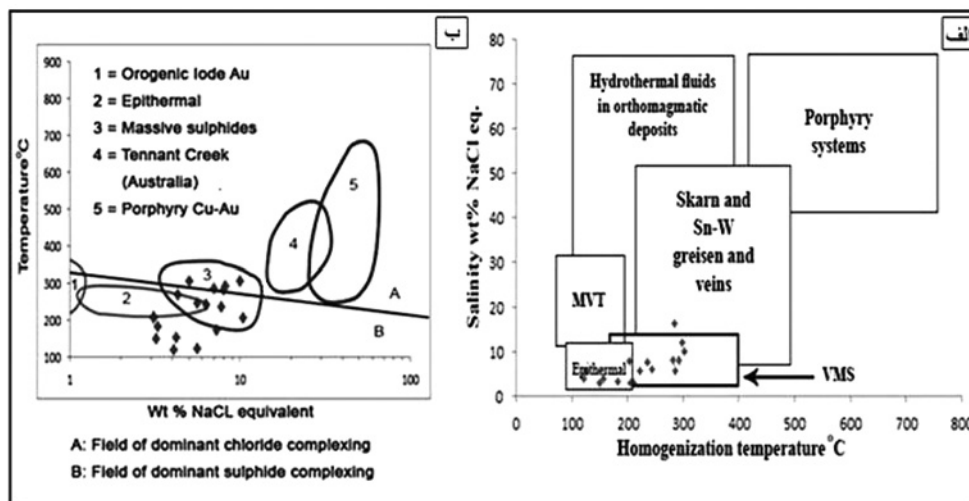 ب
900
800
700
600
500
400
300
200
100
Temperature°C
1 = Orogenic lode Au
2 = Epithermal
3 = Massive sulphides
4 = Tennant Creek
(Australia)
5 = Porphyry Cu-Au
5
4
3
1
2
A
B
1 10 100
Wt % NaCL equivalent
A: Field of dominant chloride complexing
B: Field of dominant sulphide complexing
الف
80
70
60
50
40
30
20
10
0
Salinity wt% NaCl eq.
Hydrothermal fluids
in orthomagmatic
deposits
Porphyry
systems
Skarn and
Sn-W
greisen and
veins
MVT
Epithermal
VMS
0 100 200 300 400 500 600 700 800
Homogenization temperature°C